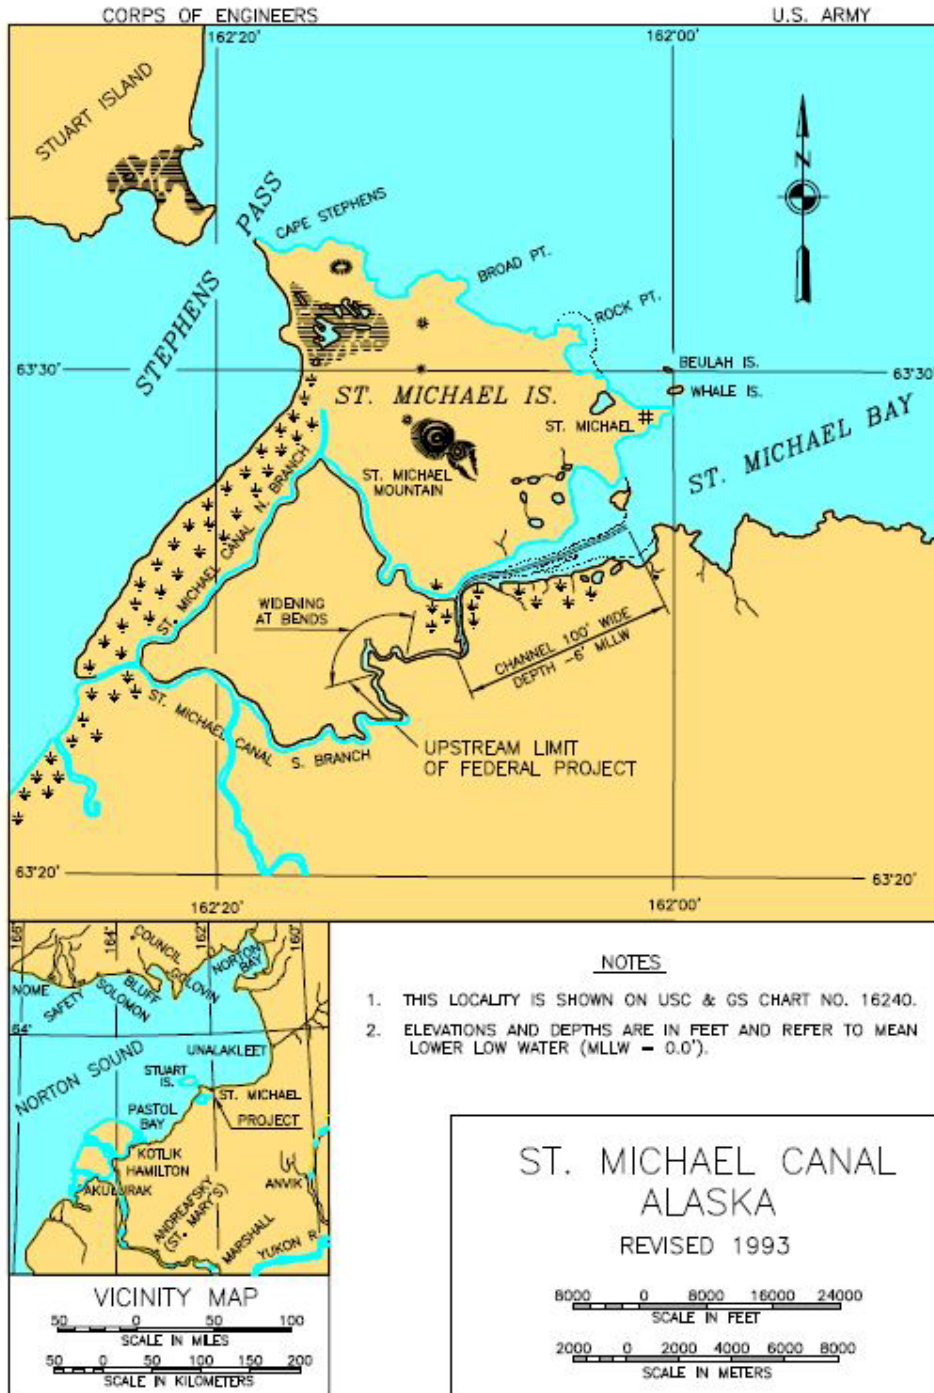 CORPS OF ENGINEERS
U.S. ARMY
162°20'
162°00'
STUART ISLAND
N
STEPHENS PASS
CAPE STEPHENS
BROAD PT.
ROCK PT.
63°30'
63°30'
BEULAH IS.
WHALE IS.
ST. MICHAEL IS.
ST. MICHAEL
ST. MICHAEL BAY
ST. MICHAEL
MOUNTAIN
ST. MICHAEL CANAL N. BRANCH
WIDENING
AT BENDS
CHANNEL 100' WIDE
DEPTH -6' MLLW
ST. MICHAEL CANAL S. BRANCH
UPSTREAM LIMIT
OF FEDERAL PROJECT
63°20'
63°20'
162°20'
162°00'
166°
164°
162°
160°
COUNCIL
NORTON
BAY
GOLOVIN
BLUFF
SOLOMON
SAFETY
NOME
64°
UNALAKLEET
NORTON SOUND
STUART
IS.
ST. MICHAEL
PROJECT
PASTOL
BAY
KOTLIK
HAMILTON
AKULURAK
ANDREAFSKY
(ST. MARY'S)
ANVIK
MARSHALL
YUKON R.
VICINITY MAP
50 0 50 100
SCALE IN MILES
50 0 50 100 150 200
SCALE IN KILOMETERS
NOTES
1. THIS LOCALITY IS SHOWN ON USC & GS CHART NO. 16240.
2. ELEVATIONS AND DEPTHS ARE IN FEET AND REFER TO MEAN
LOWER LOW WATER (MLLW = 0.0').
ST. MICHAEL CANAL
ALASKA
REVISED 1993
8000 0 8000 16000 24000
SCALE IN FEET
2000 0 2000 4000 6000 8000
SCALE IN METERS